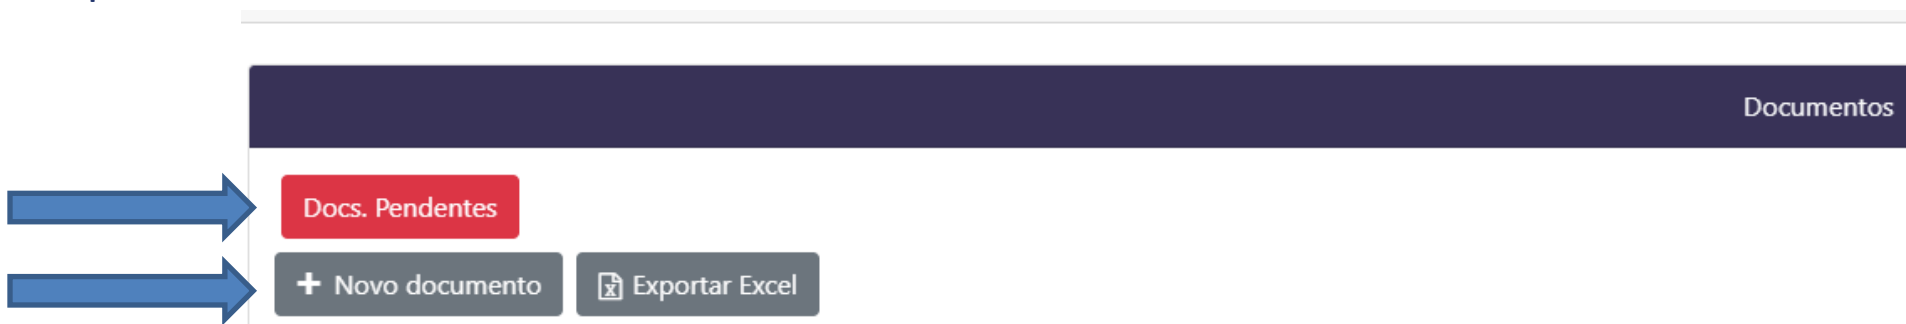 Documentos
Docs. Pendentes
+ Novo documento
Exportar Excel